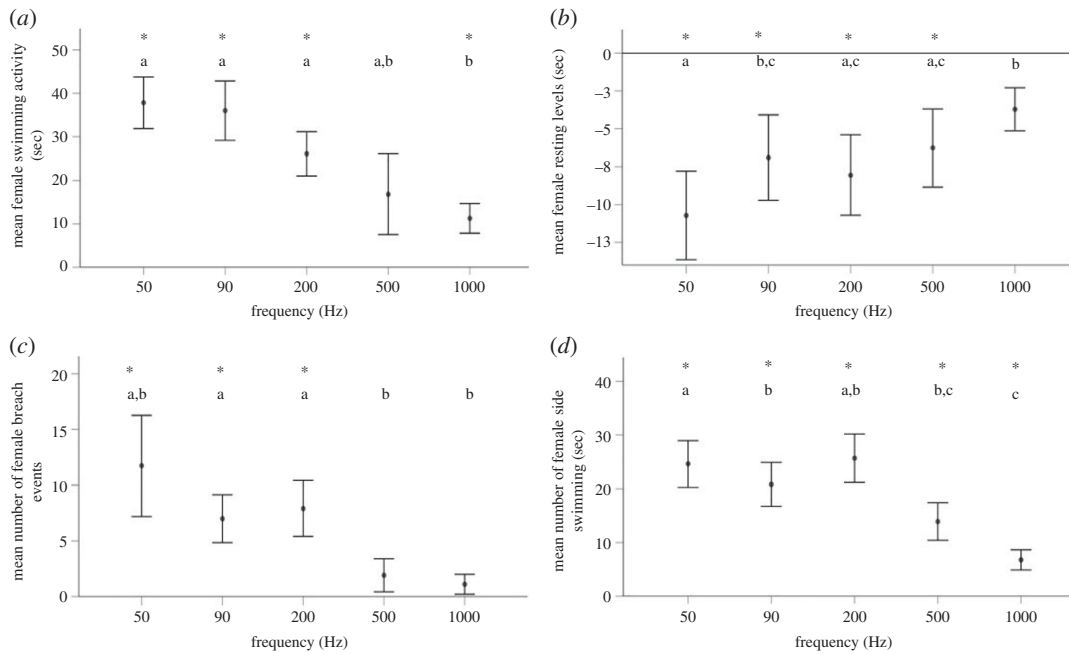 (a)
mean female swimming activity
(sec)
50
40
30
20
10
0
* * * *
a a a a,b b
50 90 200 500 1000
frequency (Hz)
(b)
mean female resting levels (sec)
0
–3
–5
–8
–10
–13
* * * *
a b,c a,c a,c b
50 90 200 500 1000
frequency (Hz)
(c)
mean number of female breach
events
20
15
10
5
0
* * *
a,b a a b b
50 90 200 500 1000
frequency (Hz)
(d)
mean number of female side
swimming (sec)
40
30
20
10
0
* * * * *
a b a,b b,c c
50 90 200 500 1000
frequency (Hz)